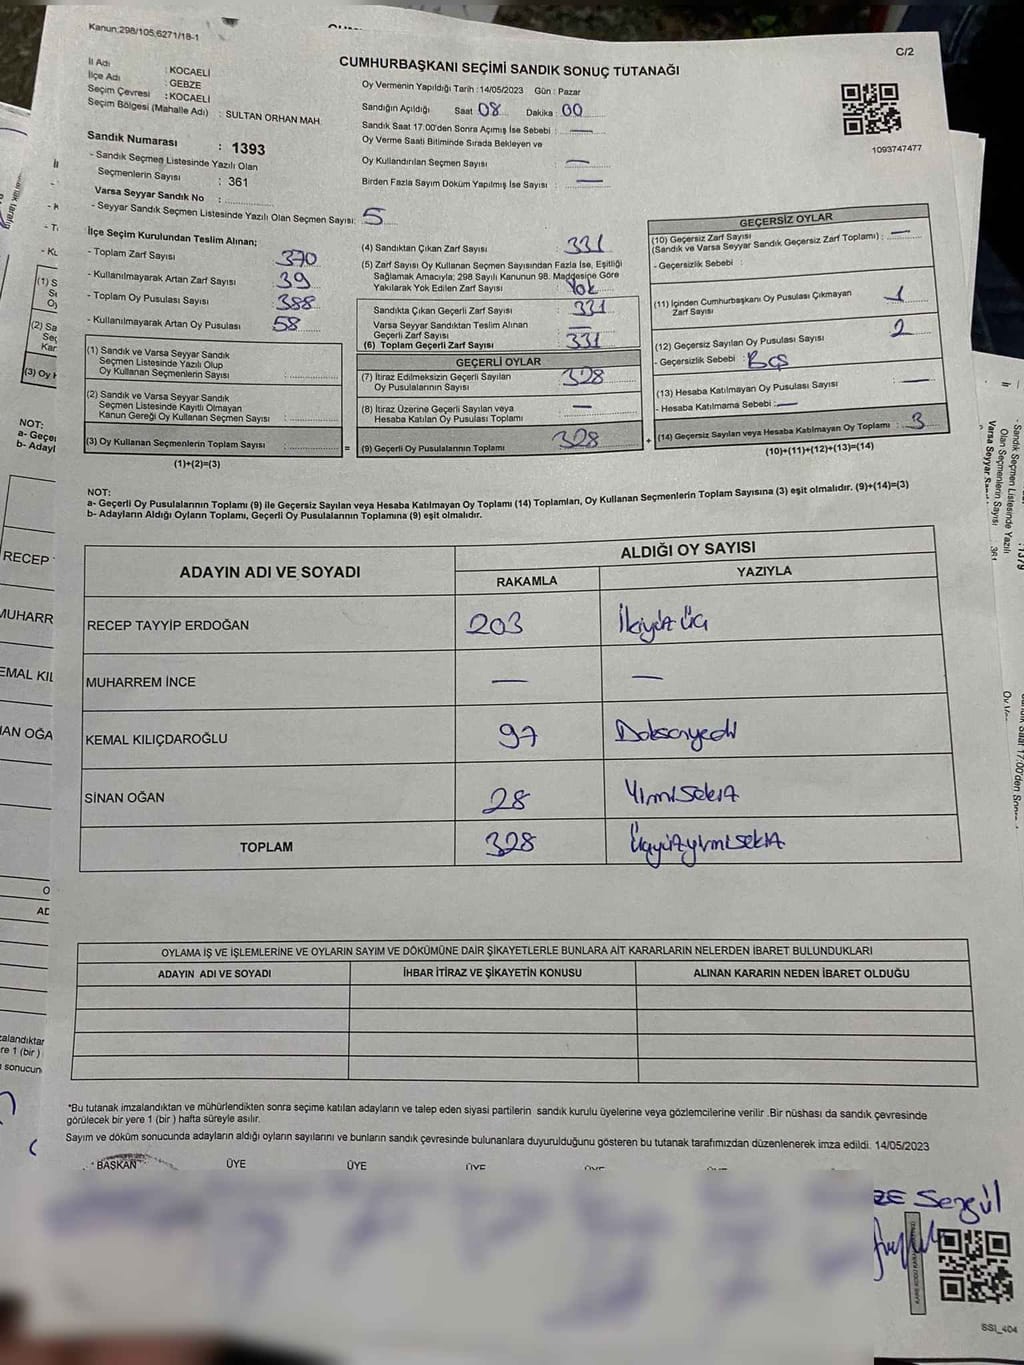 Kanun;298/105,6271/18-1
C/2
CUMHURBAŞKANI SEÇİMİ SANDIK SONUÇ TUTANAĞI
İl Adı : KOCAELİ
İlçe Adı : GEBZE
Seçim Çevresi : KOCAELİ
Seçim Bölgesi (Mahalle Adı) : SULTAN ORHAN MAH.
Oy Vermenin Yapıldığı Tarih : 14/05/2023 Gün : Pazar
Sandığın Açıldığı Saat 08 Dakika : 00
Sandık Saat 17:00'den Sonra Açımış İse Sebebi : —
Oy Verme Saati Bitiminde Sırada Bekleyen ve
Oy Kullandırılan Seçmen Sayısı : —
Birden Fazla Sayım Döküm Yapılmış İse Sayısı : —
1093747477
Sandık Numarası : 1393
- Sandık Seçmen Listesinde Yazılı Olan
Seçmenlerin Sayısı : 361
Varsa Seyyar Sandık No :
- Seyyar Sandık Seçmen Listesinde Yazılı Olan Seçmen Sayısı: 5
İlçe Seçim Kurulundan Teslim Alınan;
- Toplam Zarf Sayısı 370
- Kullanılmayarak Artan Zarf Sayısı 39
- Toplam Oy Pusulası Sayısı 388
- Kullanılmayarak Artan Oy Pusulası 58
(1) Sandık ve Varsa Seyyar Sandık
Seçmen Listesinde Yazılı Olup
Oy Kullanan Seçmenlerin Sayısı :
(2) Sandık ve Varsa Seyyar Sandık
Seçmen Listesinde Kayıtlı Olmayan
Kanun Gereği Oy Kullanan Seçmen Sayısı :
(3) Oy Kullanan Seçmenlerin Toplam Sayısı :
(1)+(2)=(3)
(4) Sandıktan Çıkan Zarf Sayısı : 331
(5) Zarf Sayısı Oy Kullanan Seçmen Sayısından Fazla İse, Eşitliği
Sağlamak Amacıyla; 298 Sayılı Kanunun 98. Maddesine Göre
Yakılarak Yok Edilen Zarf Sayısı : Yok
Sandıkta Çıkan Geçerli Zarf Sayısı : 331
Varsa Seyyar Sandıktan Teslim Alınan
Geçerli Zarf Sayısı : —
(6) Toplam Geçerli Zarf Sayısı : 331
GEÇERLİ OYLAR
(7) İtiraz Edilmeksizin Geçerli Sayılan
Oy Pusulalarının Sayısı : 328
(8) İtiraz Üzerine Geçerli Sayılan veya
Hesaba Katılan Oy Pusulası Toplamı : —
= (9) Geçerli Oy Pusulalarının Toplamı : 328
GEÇERSİZ OYLAR
(10) Geçersiz Zarf Sayısı
(Sandık ve Varsa Seyyar Sandık Geçersiz Zarf Toplamı) : —
- Geçersizlik Sebebi :
(11) İçinden Cumhurbaşkanı Oy Pusulası Çıkmayan
Zarf Sayısı 1
(12) Geçersiz Sayılan Oy Pusulası Sayısı 2
- Geçersizlik Sebebi : Boş
(13) Hesaba Katılmayan Oy Pusulası Sayısı —
- Hesaba Katılmama Sebebi : —
+ (14) Geçersiz Sayılan veya Hesaba Katılmayan Oy Toplamı : 3
(10)+(11)+(12)+(13)=(14)
NOT:
a- Geçerli Oy Pusulalarının Toplamı (9) ile Geçersiz Sayılan veya Hesaba Katılmayan Oy Toplamı (14) Toplamları, Oy Kullanan Seçmenlerin Toplam Sayısına (3) eşit olmalıdır. (9)+(14)=(3)
b- Adayların Aldığı Oyların Toplamı, Geçerli Oy Pusulalarının Toplamına (9) eşit olmalıdır.
ADAYIN ADI VE SOYADI
ALDIĞI OY SAYISI
RAKAMLA YAZIYLA
RECEP TAYYİP ERDOĞAN 203 İkiyüz üç
MUHARREM İNCE — —
KEMAL KILIÇDAROĞLU 97 Doksanyedi
SİNAN OĞAN 28 Yirmisekiz
TOPLAM 328 Üçyüzyirmisekiz
OYLAMA İŞ VE İŞLEMLERİNE VE OYLARIN SAYIM VE DÖKÜMÜNE DAİR ŞİKAYETLERLE BUNLARA AİT KARARLARIN NELERDEN İBARET BULUNDUKLARI
ADAYIN ADI VE SOYADI İHBAR İTİRAZ VE ŞİKAYETİN KONUSU ALINAN KARARIN NEDEN İBARET OLDUĞU
*Bu tutanak imzalandıktan ve mühürlendikten sonra seçime katılan adayların ve talep eden siyasi partilerin sandık kurulu üyelerine veya gözlemcilerine verilir .Bir nüshası da sandık çevresinde
görülecek bir yere 1 (bir ) hafta süreyle asılır.
Sayım ve döküm sonucunda adayların aldığı oyların sayılarını ve bunların sandık çevresinde bulunanlara duyurulduğunu gösteren bu tutanak tarafımızdan düzenlenerek imza edildi. 14/05/2023
BAŞKAN ÜYE ÜYE ÜYE
Sezgül
SSI_404